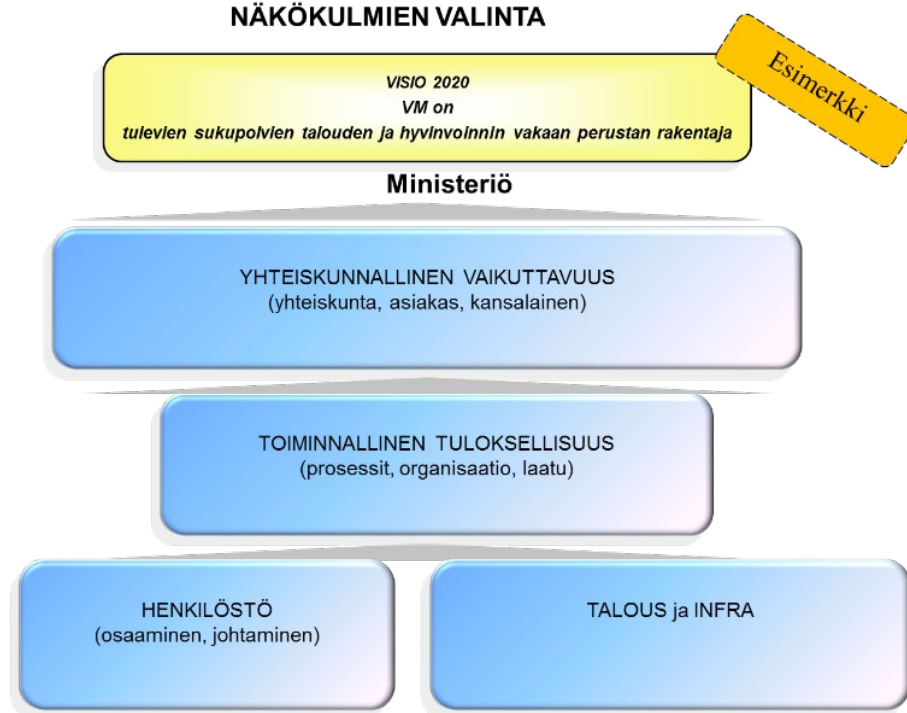 NÄKÖKULMIEN VALINTA
Esimerkki
VISIO 2020
VM on
tulevien sukupolvien talouden ja hyvinvoinnin vakaan perustan rakentaja
Ministeriö
YHTEISKUNNALLINEN VAIKUTTAVUUS
(yhteiskunta, asiakas, kansalainen)
TOIMINNALLINEN TULOKSELLISUUS
(prosessit, organisaatio, laatu)
HENKILÖSTÖ
(osaaminen, johtaminen)
TALOUS ja INFRA